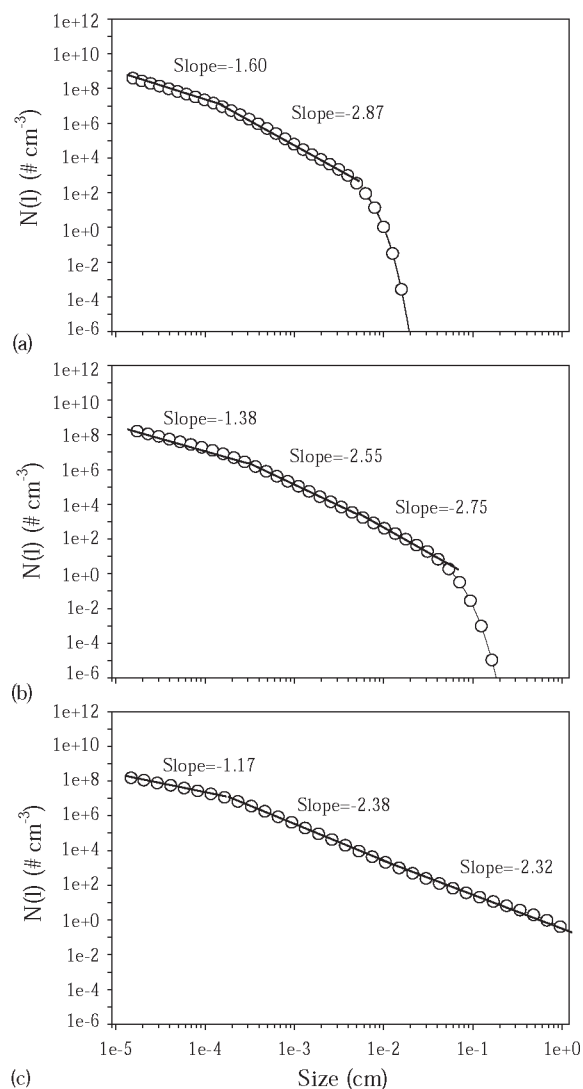 1e+12
1e+10
1e+8
1e+6
1e+4
1e+2
1e+0
1e-2
1e-4
1e-6
N(l) (# cm-3)
Slope=-1.60
Slope=-2.87
(a)
1e+12
1e+10
1e+8
1e+6
1e+4
1e+2
1e+0
1e-2
1e-4
1e-6
N(l) (# cm-3)
Slope=-1.38
Slope=-2.55
Slope=-2.75
(b)
1e+12
1e+10
1e+8
1e+6
1e+4
1e+2
1e+0
1e-2
1e-4
1e-6
N(l) (# cm-3)
Slope=-1.17
Slope=-2.38
Slope=-2.32
1e-5 1e-4 1e-3 1e-2 1e-1 1e+0
(c) Size (cm)